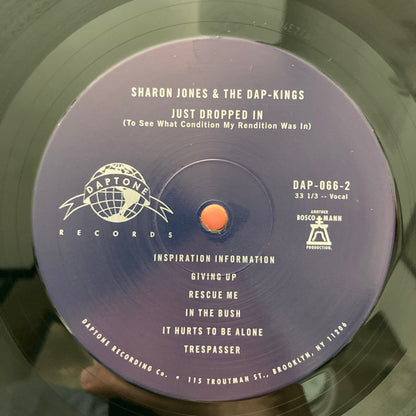 SHARON JONES & THE DAP-KINGS
JUST DROPPED IN
(To See What Condition My Rendition Was In)
DAPTONE
RECORDS
DAP-066-2
33 1/3 -- Vocal
ANOTHER
BOSCO MANN
PRODUCTION.
INSPIRATION INFORMATION
GIVING UP
RESCUE ME
IN THE BUSH
IT HURTS TO BE ALONE
TRESPASSER
DAPTONE RECORDING Co. • 115 TROUTMAN ST., BROOKLYN, NY 11206